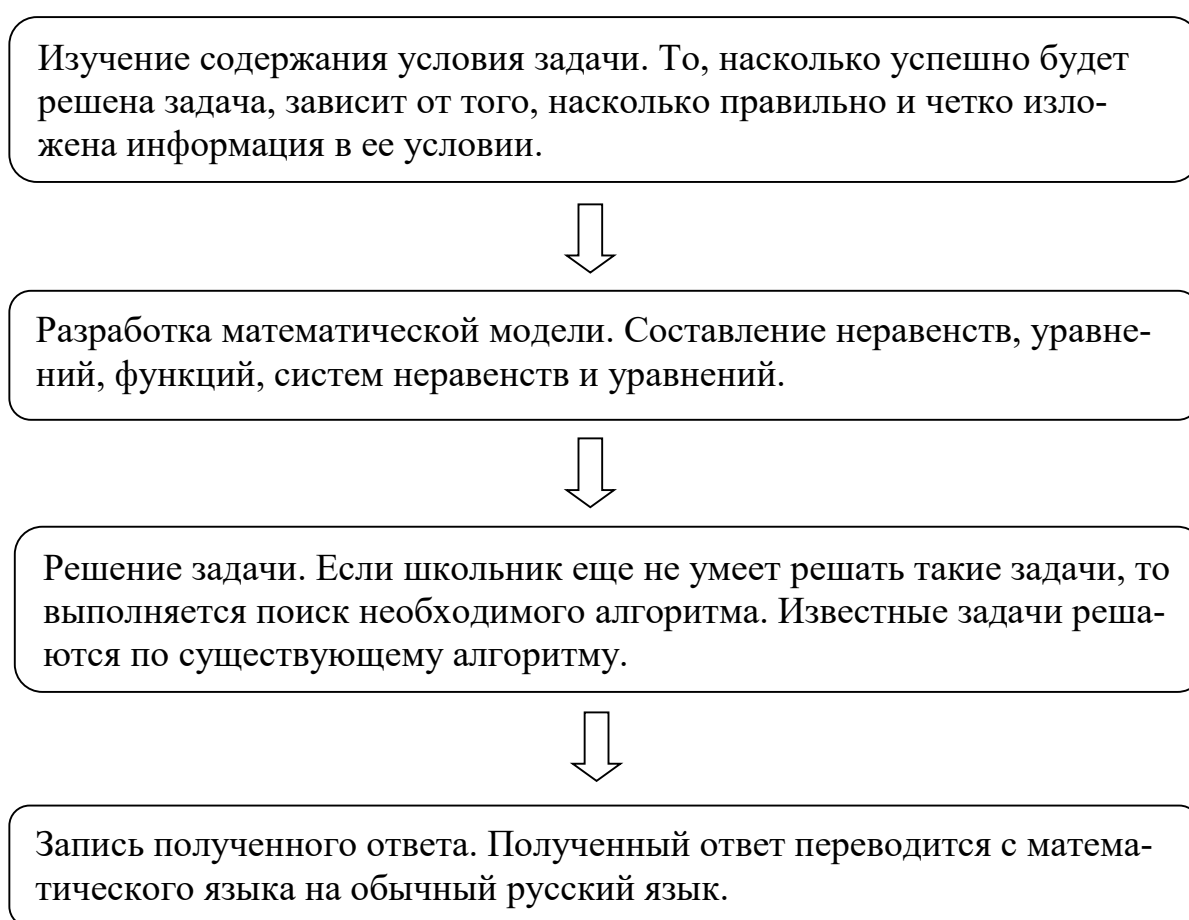 Изучение содержания условия задачи. То, насколько успешно будет
решена задача, зависит от того, насколько правильно и четко изло-
жена информация в ее условии.
Разработка математической модели. Составление неравенств, уравне-
ний, функций, систем неравенств и уравнений.
Решение задачи. Если школьник еще не умеет решать такие задачи, то
выполняется поиск необходимого алгоритма. Известные задачи реша-
ются по существующему алгоритму.
Запись полученного ответа. Полученный ответ переводится с матема-
тического языка на обычный русский язык.